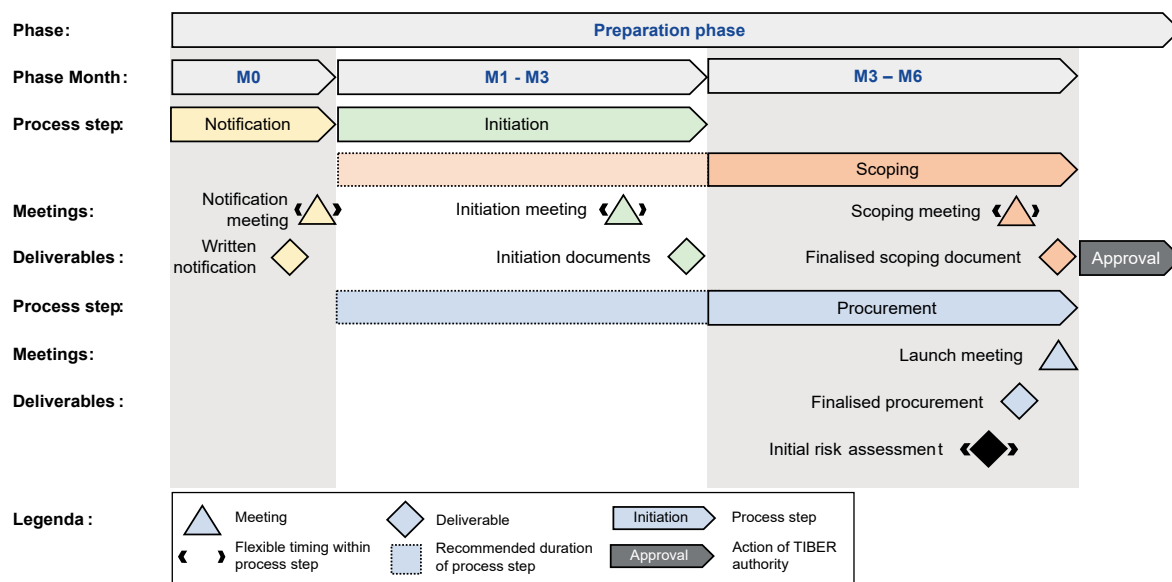 Phase:
Preparation phase
Phase Month:
M0
M1 - M3
M3 – M6
Process step:
Notification
Initiation
Scoping
Meetings:
Notification
meeting
Initiation meeting
Scoping meeting
Deliverables :
Written
notification
Initiation documents
Finalised scoping document
Approval
Process step:
Procurement
Meetings:
Launch meeting
Deliverables :
Finalised procurement
Initial risk assessment
Legenda :
Meeting
Deliverable
Initiation
Process step
Flexible timing within
process step
Recommended duration
of process step
Approval
Action of TIBER
authority